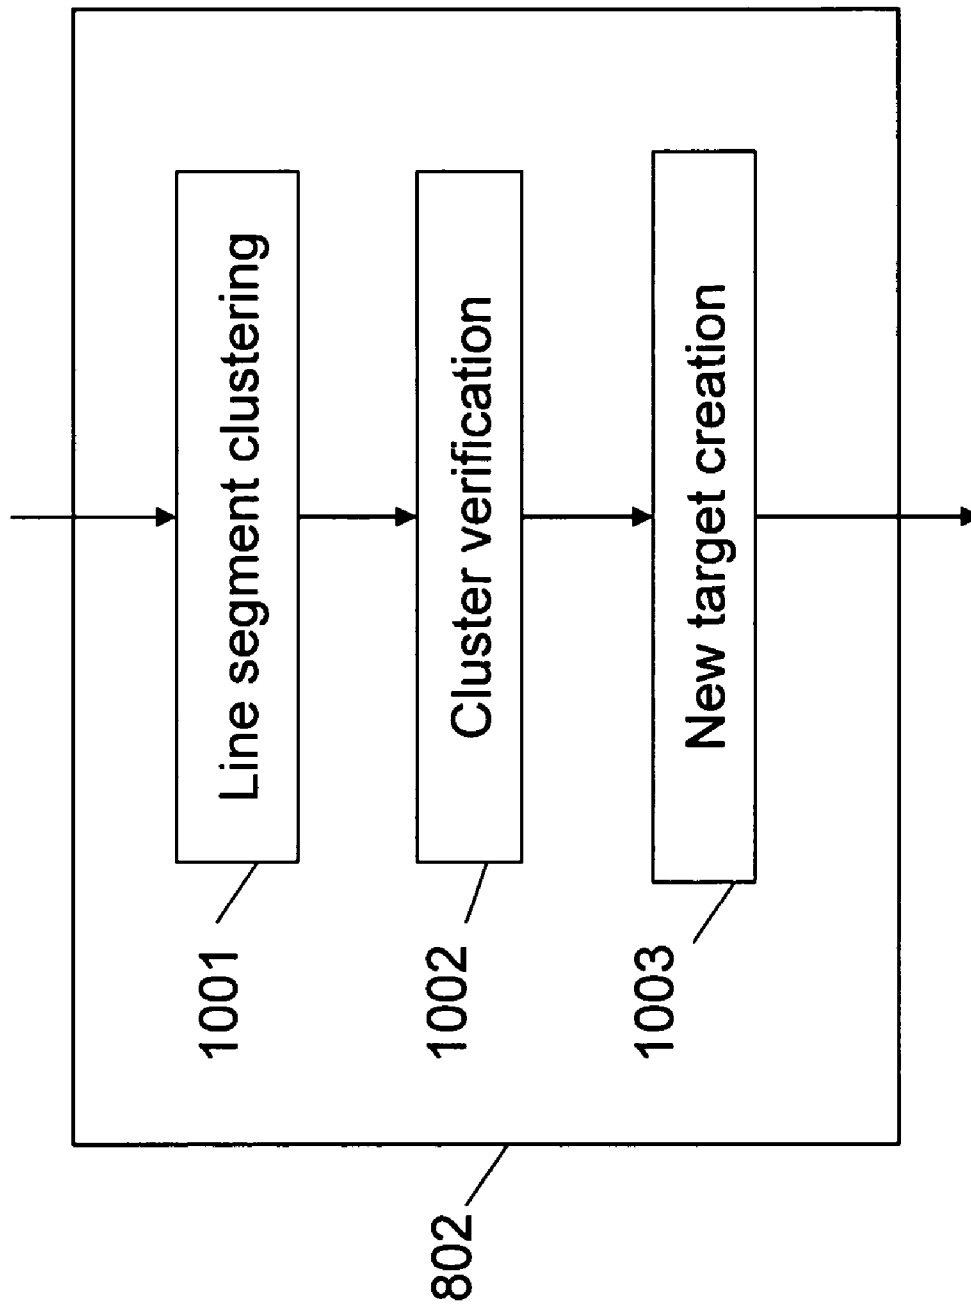 Line segment clustering
1001
Cluster verification
1002
New target creation
1003
802